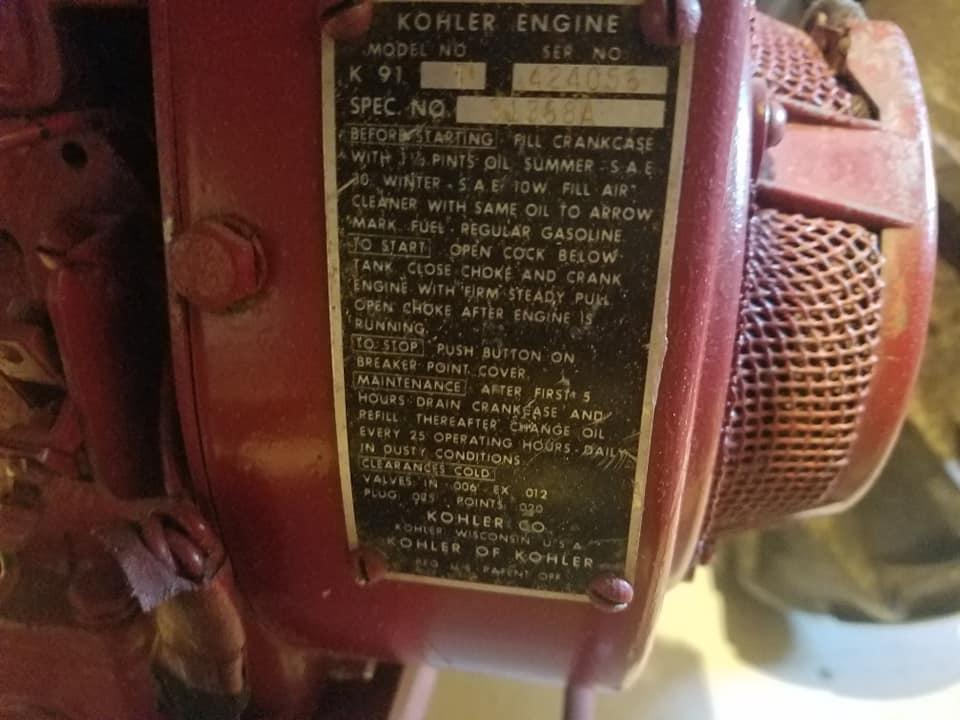 KOHLER ENGINE
MODEL NO SER NO
K 91 424056
SPEC. NO 31368A
BEFORE STARTING FILL CRANKCASE
WITH 1½ PINTS OIL SUMMER S.A.E.
30 WINTER S.A.E. 10W FILL AIR
CLEANER WITH SAME OIL TO ARROW
MARK FUEL - REGULAR GASOLINE
TO START OPEN COCK BELOW
TANK CLOSE CHOKE AND CRANK
ENGINE WITH FIRM STEADY PULL
OPEN CHOKE AFTER ENGINE IS
RUNNING
TO STOP PUSH BUTTON ON
BREAKER POINT COVER
MAINTENANCE AFTER FIRST 5
HOURS DRAIN CRANKCASE AND
REFILL THEREAFTER CHANGE OIL
EVERY 25 OPERATING HOURS - DAILY
IN DUSTY CONDITIONS
CLEARANCES COLD
VALVES IN .006 EX .012
PLUG .025 POINTS .020
KOHLER CO.
KOHLER WISCONSIN U.S.A.
KOHLER OF KOHLER
REG U.S. PATENT OFF